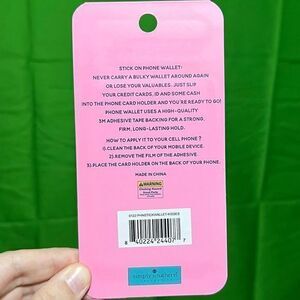 STICK ON PHONE WALLET:
NEVER CARRY A BULKY WALLET AROUND AGAIN
OR LOSE YOUR VALUABLES. JUST SLIP
YOUR CREDIT CARDS, ID AND SOME CASH
INTO THE PHONE CARD HOLDER AND YOU'RE READY TO GO!
PHONE WALLET USES A HIGH-QUALITY
3M ADHESIVE TAPE BACKING FOR A STRONG,
FIRM, LONG-LASTING HOLD.
HOW TO APPLY IT TO YOUR CELL PHONE ?
1).CLEAN THE BACK OF YOUR MOBILE DEVICE.
2).REMOVE THE FILM OF THE ADHESIVE.
3).PLACE THE CARD HOLDER ON THE BACK OF YOUR PHONE.
MADE IN CHINA
WARNING
8 40224 24407 7
simply southern